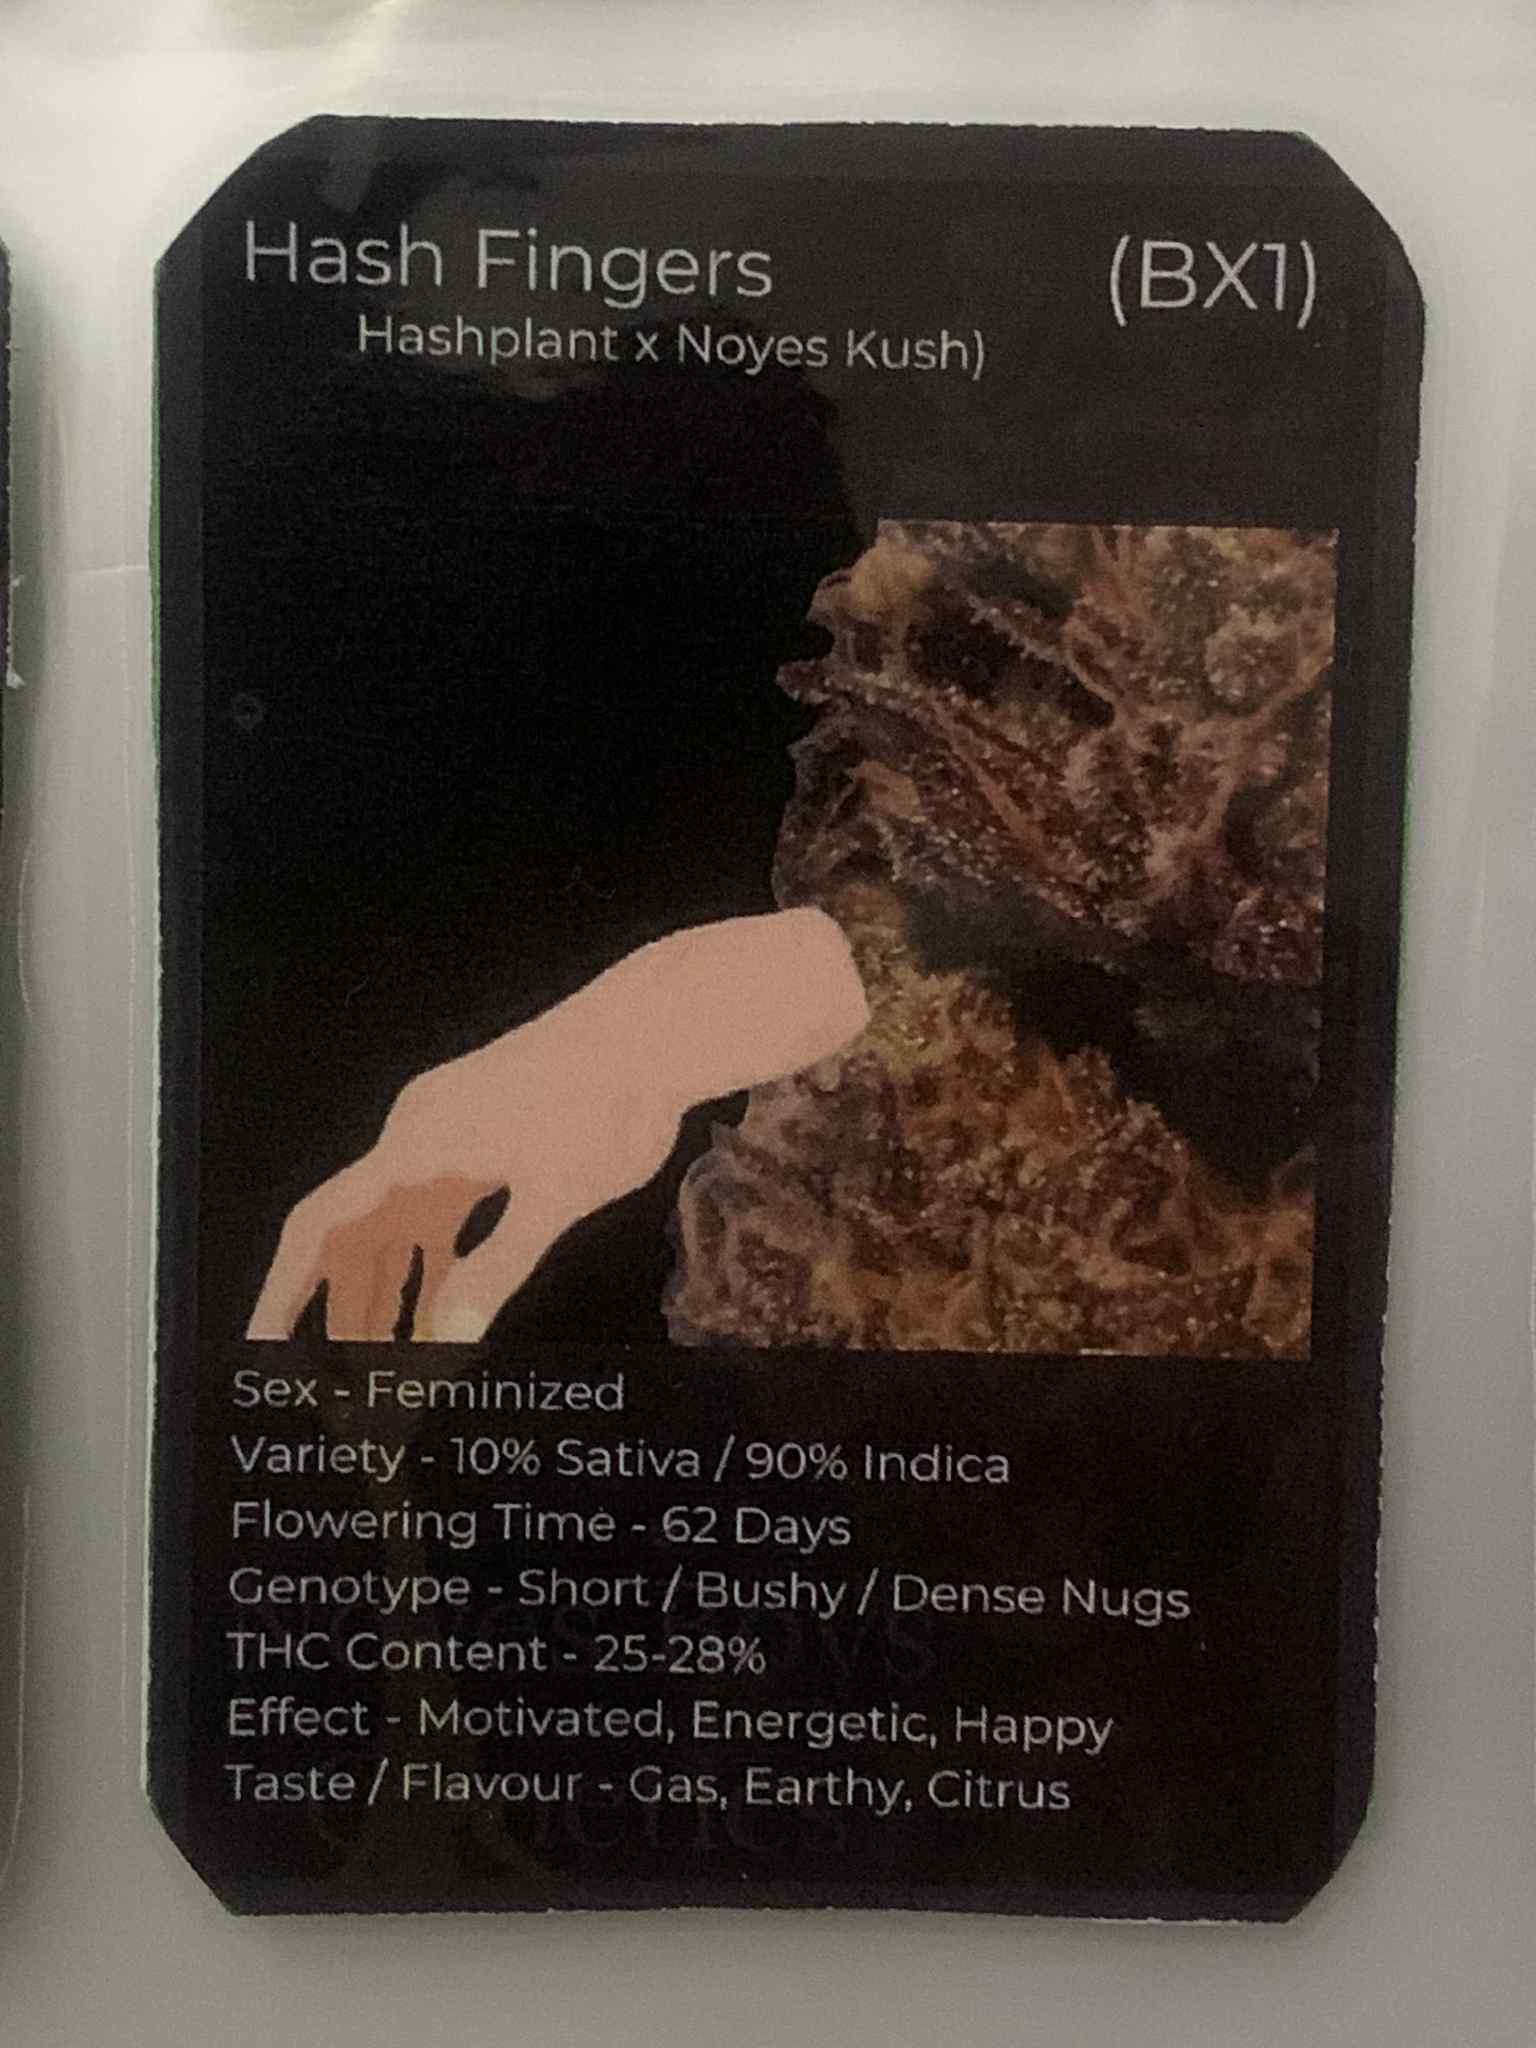 Hash Fingers (BX1)
Hashplant x Noyes Kush)
Sex - Feminized
Variety - 10% Sativa / 90% Indica
Flowering Time - 62 Days
Genotype - Short / Bushy / Dense Nugs
THC Content - 25-28%
Effect - Motivated, Energetic, Happy
Taste / Flavour - Gas, Earthy, Citrus